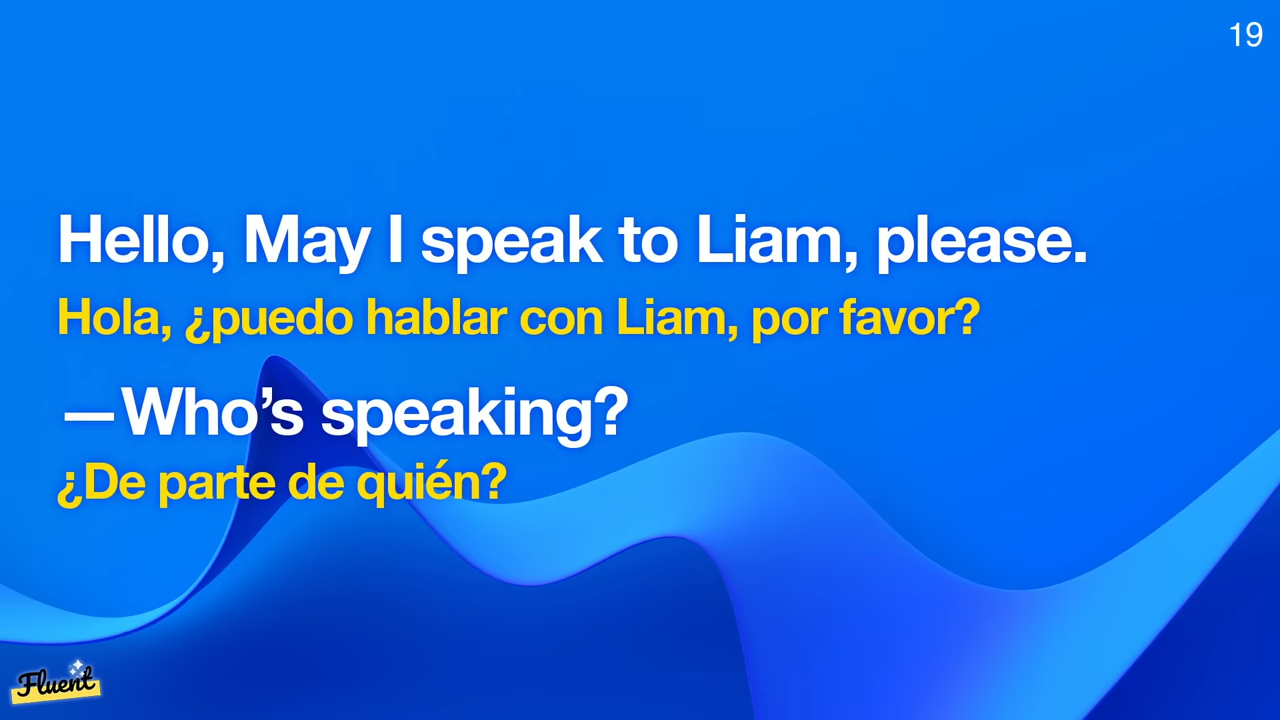 19
Hello, May I speak to Liam, please.
Hola, ¿puedo hablar con Liam, por favor?
—Who’s speaking?
¿De parte de quién?
Fluent